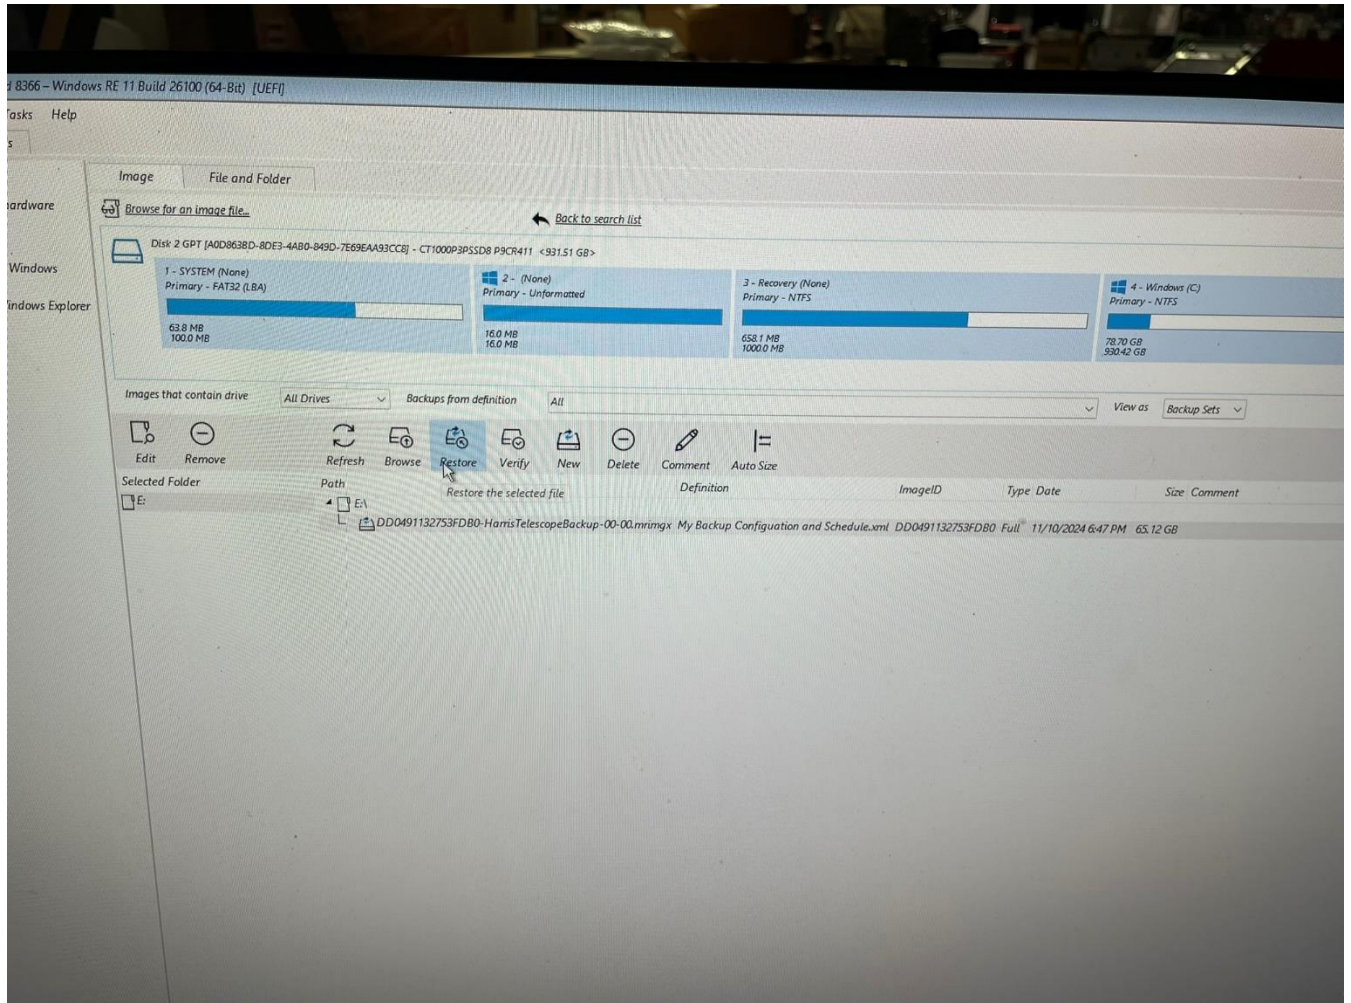 8366 – Windows RE 11 Build 26100 (64-Bit) [UEFI]
Tasks Help
s
Image File and Folder
ardware
Browse for an image file...
Back to search list
Disk 2 GPT [A0D863BD-8DE3-4AB0-849D-7E69EAA93CC8] - CT1000P3PSSD8 P9CR411 <931.51 GB>
Windows
1 - SYSTEM (None)
Primary - FAT32 (LBA)
63.8 MB
100.0 MB
2 - (None)
Primary - Unformatted
16.0 MB
16.0 MB
3 - Recovery (None)
Primary - NTFS
658.1 MB
1000.0 MB
4 - Windows (C)
Primary - NTFS
78.70 GB
930.42 GB
indows Explorer
Images that contain drive All Drives Backups from definition All View as Backup Sets
Edit Remove Refresh Browse Restore Verify New Delete Comment Auto Size
Selected Folder Path Restore the selected file Definition ImageID Type Date Size Comment
E: E:\
DD0491132753FDB0-HarrisTelescopeBackup-00-00.mrimgx My Backup Configuation and Schedule.xml DD0491132753FDB0 Full 11/10/2024 6:47 PM 65.12 GB